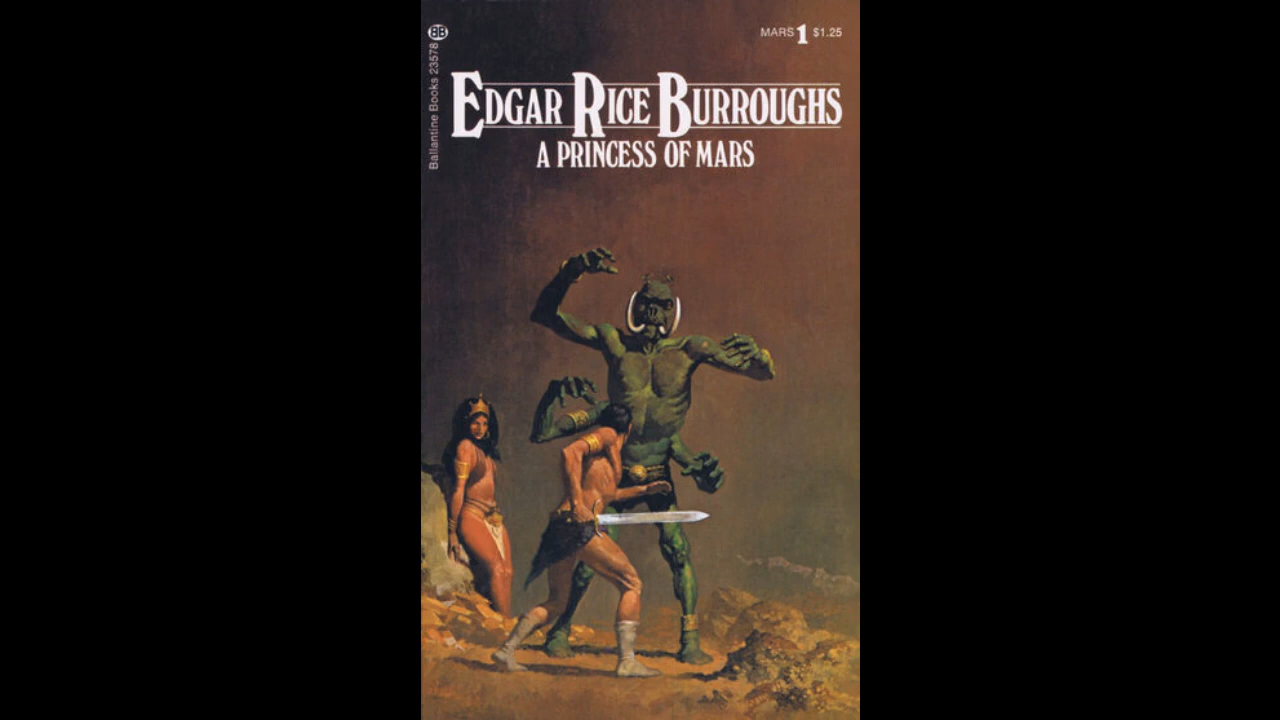 BB
MARS 1 $1.25
Ballantine Books 23578
EDGAR RICE BURROUGHS
A PRINCESS OF MARS